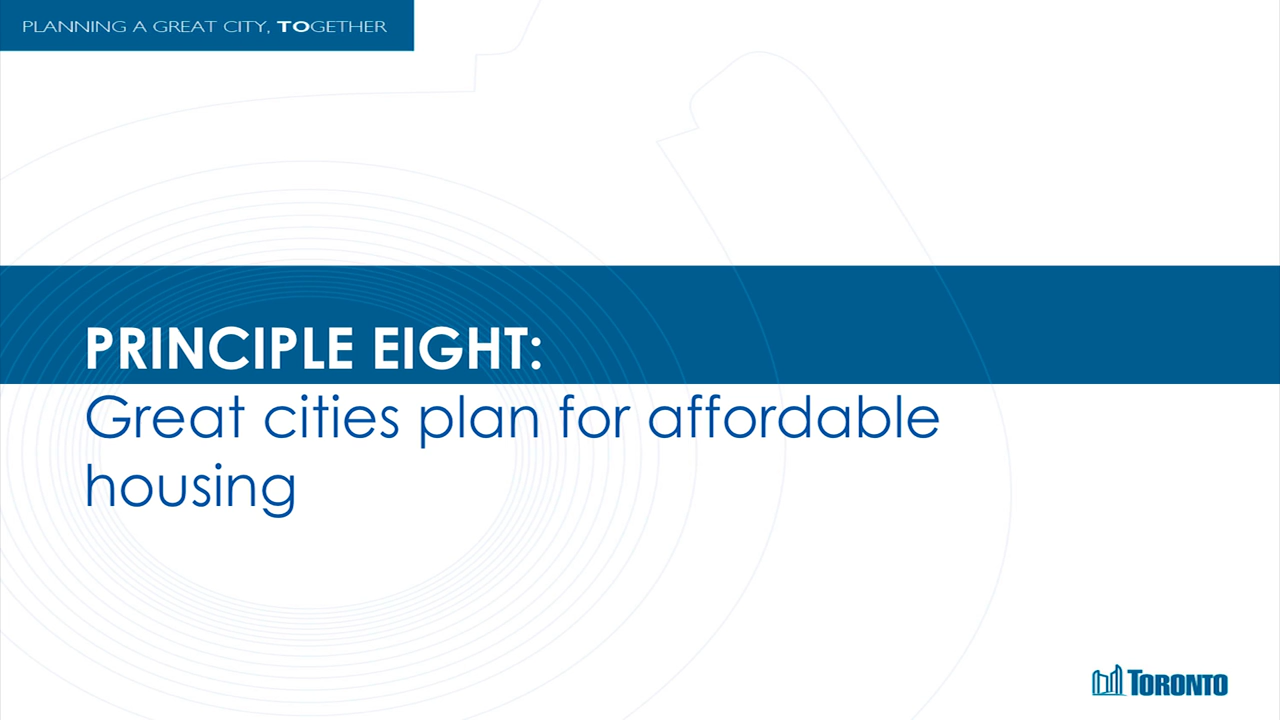 PLANNING A GREAT CITY, TOGETHER
PRINCIPLE EIGHT:
Great cities plan for affordable
housing
TORONTO